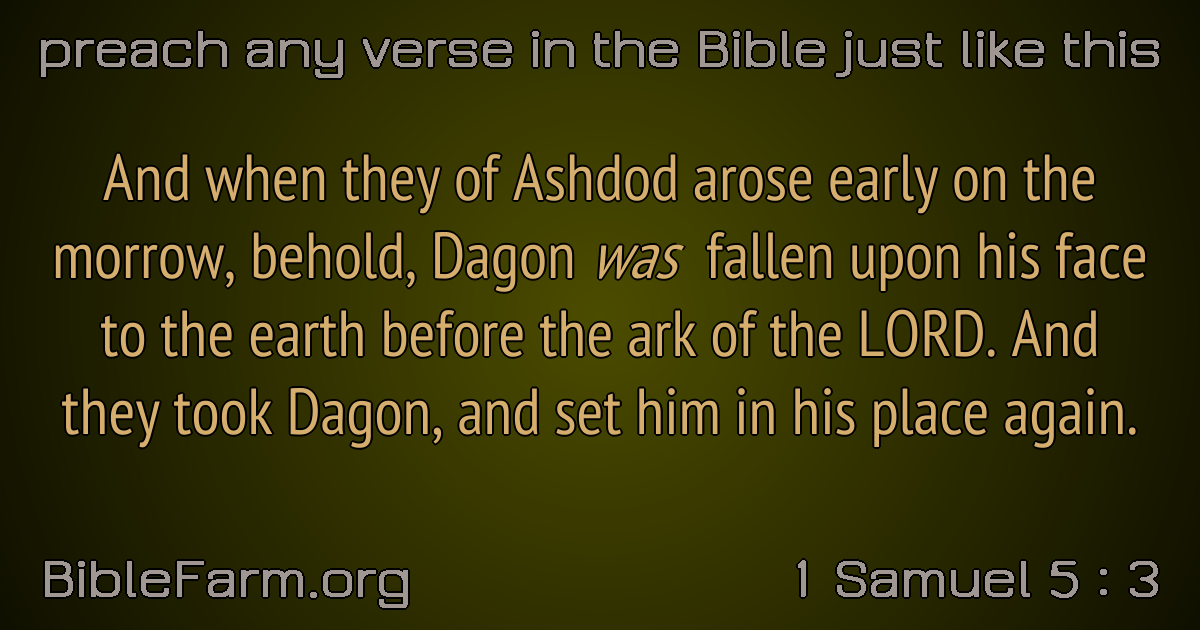 preach any verse in the Bible just like this
And when they of Ashdod arose early on the
morrow, behold, Dagon was fallen upon his face
to the earth before the ark of the LORD. And
they took Dagon, and set him in his place again.
BibleFarm.org
1 Samuel 5 : 3